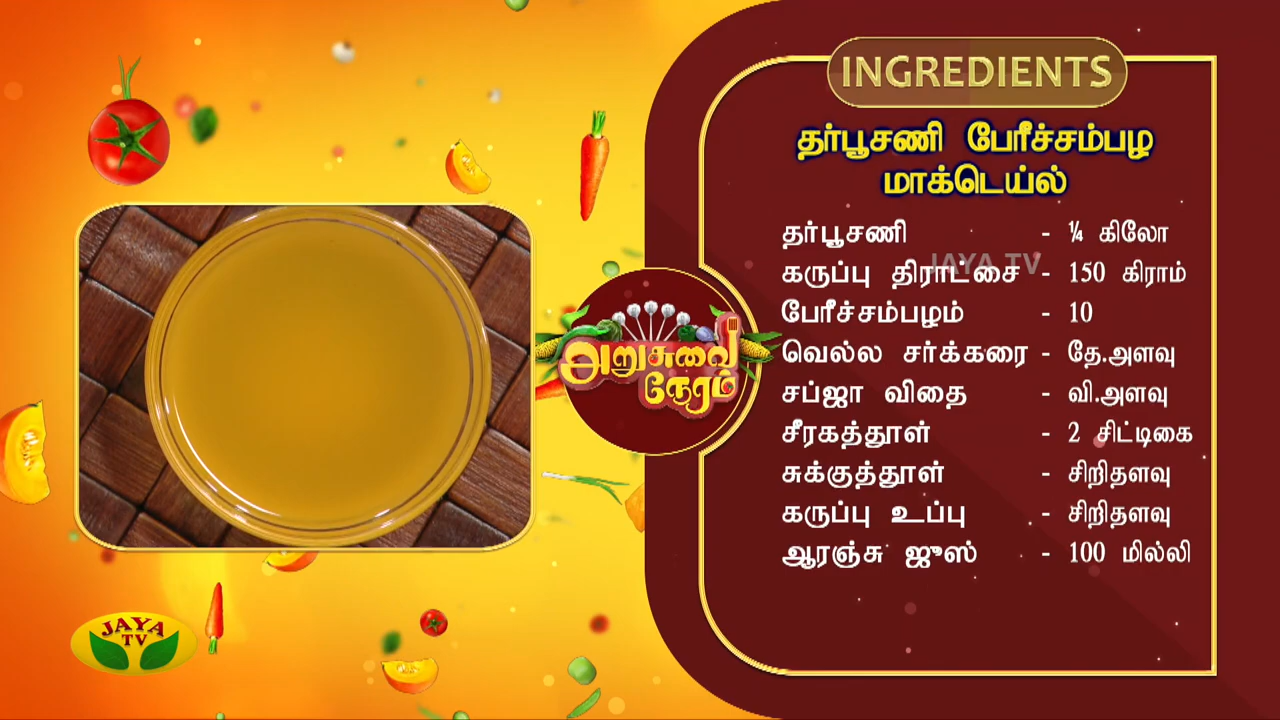 INGREDIENTS
தர்பூசணி பேரீச்சம்பழ
மாக்டெய்ல்
தர்பூசணி - ¼ கிலோ
கருப்பு திராட்சை - 150 கிராம்
பேரீச்சம்பழம் - 10
வெல்ல சர்க்கரை - தே.அளவு
சப்ஜா விதை - வி.அளவு
சீரகத்தூள் - 2 சிட்டிகை
சுக்குத்தூள் - சிறிதளவு
கருப்பு உப்பு - சிறிதளவு
ஆரஞ்சு ஜுஸ் - 100 மில்லி
JAYA TV
அறுசுவை
நேரம்
JAYA
TV